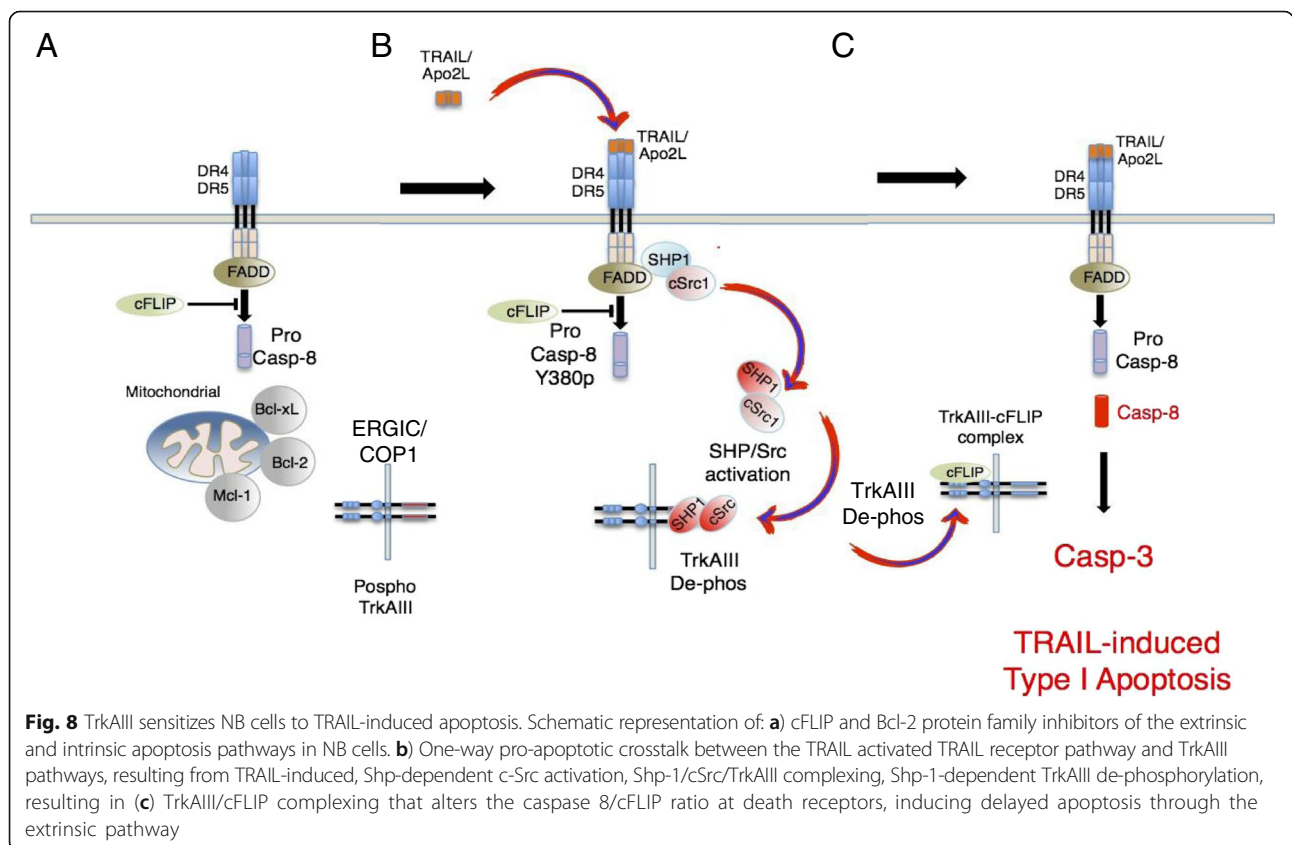 A
B
C
TRAIL/
Apo2L
TRAIL/
Apo2L
TRAIL/
Apo2L
DR4
DR5
DR4
DR5
DR4
DR5
FADD
FADD
SHP1
cSrc1
FADD
cFLIP
cFLIP
Pro
Casp-8
Pro
Casp-8
Y380p
Pro
Casp-8
Casp-8
Mitochondrial
Bcl-xL
Bcl-2
Mcl-1
ERGIC/
COP1
Pospho
TrkAIII
SHP1
cSrc1
SHP/Src
activation
SHP1
cSrc
TrkAIII
De-phos
TrkAIII
De-phos
TrkAIII-cFLIP
complex
cFLIP
Casp-3
TRAIL-induced
Type I Apoptosis
Fig. 8 TrkAIII sensitizes NB cells to TRAIL-induced apoptosis. Schematic representation of: a) cFLIP and Bcl-2 protein family inhibitors of the extrinsic
and intrinsic apoptosis pathways in NB cells. b) One-way pro-apoptotic crosstalk between the TRAIL activated TRAIL receptor pathway and TrkAIII
pathways, resulting from TRAIL-induced, Shp-dependent c-Src activation, Shp-1/cSrc/TrkAIII complexing, Shp-1-dependent TrkAIII de-phosphorylation,
resulting in (c) TrkAIII/cFLIP complexing that alters the caspase 8/cFLIP ratio at death receptors, inducing delayed apoptosis through the
extrinsic pathway